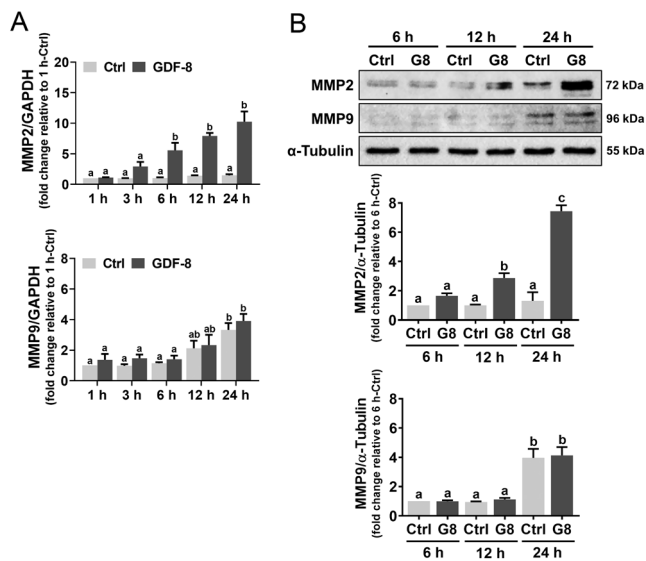 A
MMP2/GAPDH
(fold change relative to 1 h-Ctrl)
Ctrl GDF-8
20
15
10
5
0
a a a a a b a b a b
1 h 3 h 6 h 12 h 24 h
MMP9/GAPDH
(fold change relative to 1 h-Ctrl)
Ctrl GDF-8
8
6
4
2
0
a a a a a a ab ab b b
1 h 3 h 6 h 12 h 24 h
B
6 h 12 h 24 h
Ctrl G8 Ctrl G8 Ctrl G8
MMP2 72 kDa
MMP9 96 kDa
α-Tubulin 55 kDa
MMP2/α-Tubulin
(fold change relative to 6 h-Ctrl)
8
6
4
2
0
a a a b a c
Ctrl G8 Ctrl G8 Ctrl G8
6 h 12 h 24 h
MMP9/α-Tubulin
(fold change relative to 6 h-Ctrl)
8
6
4
2
0
a a a a b b
Ctrl G8 Ctrl G8 Ctrl G8
6 h 12 h 24 h